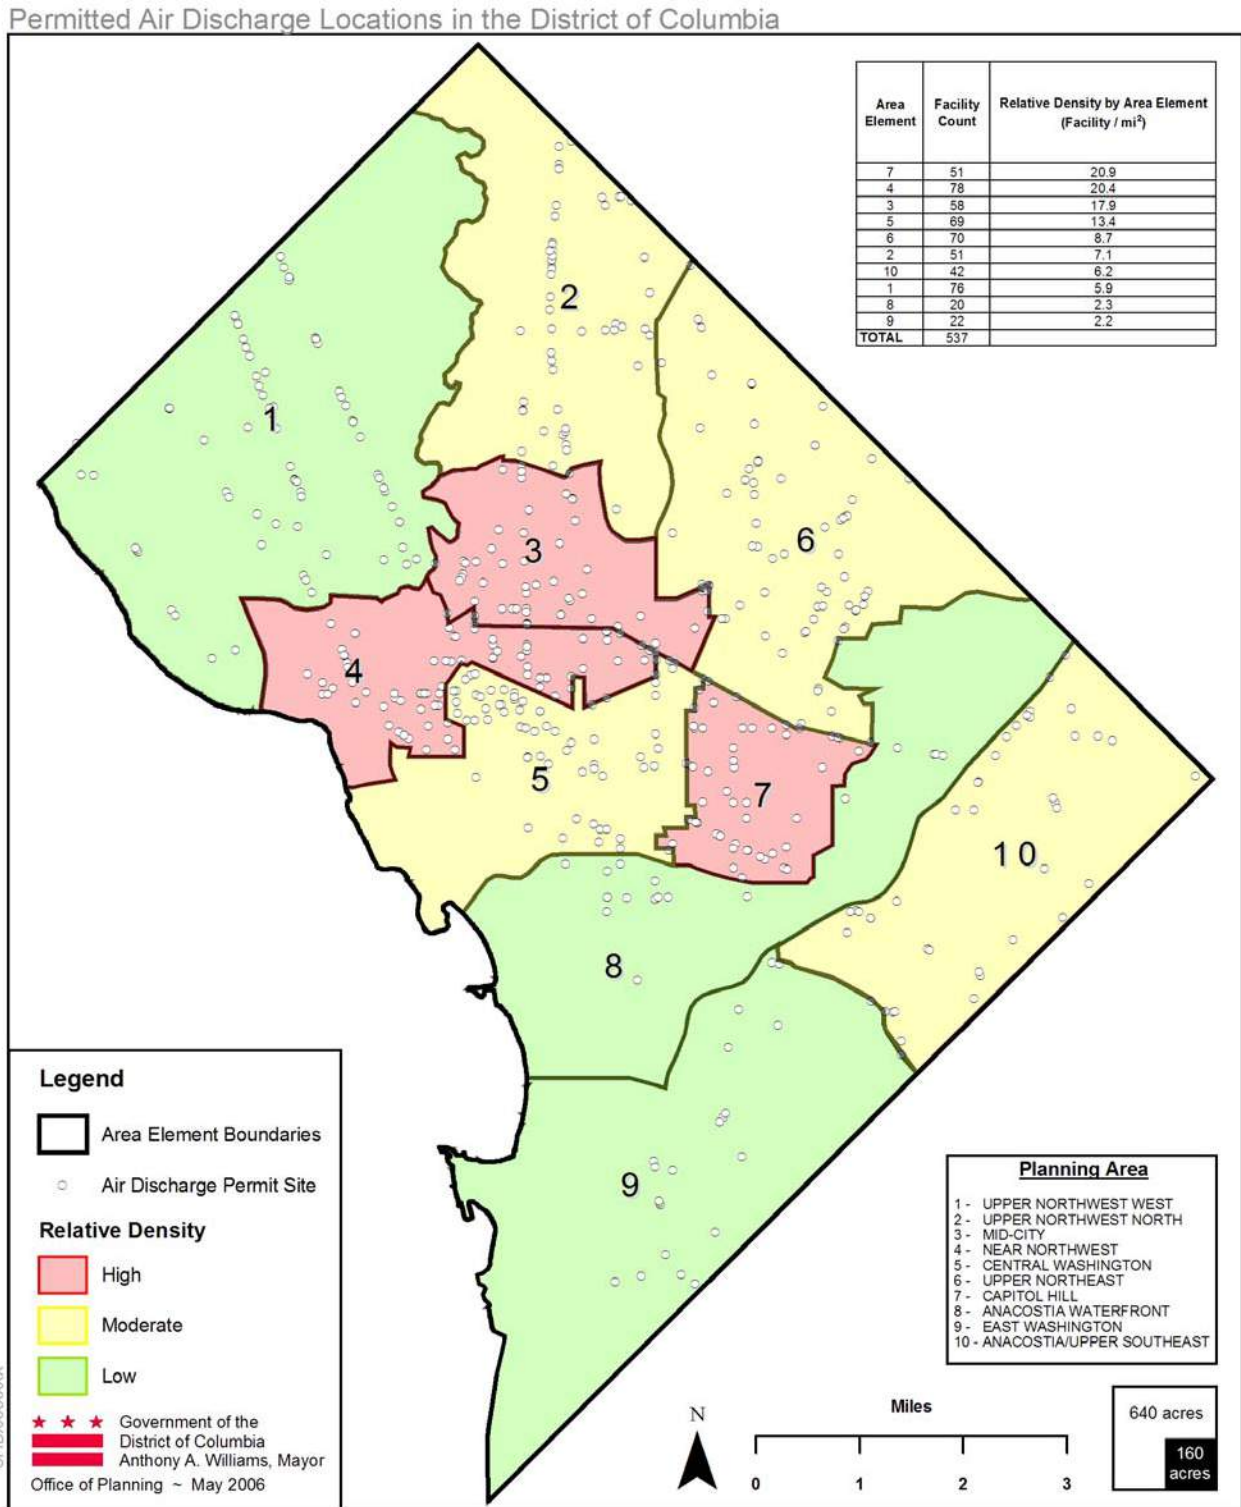 Permitted Air Discharge Locations in the District of Columbia
Area Element Facility Count Relative Density by Area Element (Facility / mi²)
7 51 20.9
4 78 20.4
3 58 17.9
5 69 13.4
6 70 8.7
2 51 7.1
10 42 6.2
1 76 5.9
8 20 2.3
9 22 2.2
TOTAL 537
2
1
3
6
4
5
7
10
8
9
Legend
Area Element Boundaries
Air Discharge Permit Site
Relative Density
High
Moderate
Low
Government of the
District of Columbia
Anthony A. Williams, Mayor
Office of Planning ~ May 2006
Planning Area
1 - UPPER NORTHWEST WEST
2 - UPPER NORTHWEST NORTH
3 - MID-CITY
4 - NEAR NORTHWEST
5 - CENTRAL WASHINGTON
6 - UPPER NORTHEAST
7 - CAPITOL HILL
8 - ANACOSTIA WATERFRONT
9 - EAST WASHINGTON
10 - ANACOSTIA/UPPER SOUTHEAST
N
Miles
0 1 2 3
640 acres
160
acres